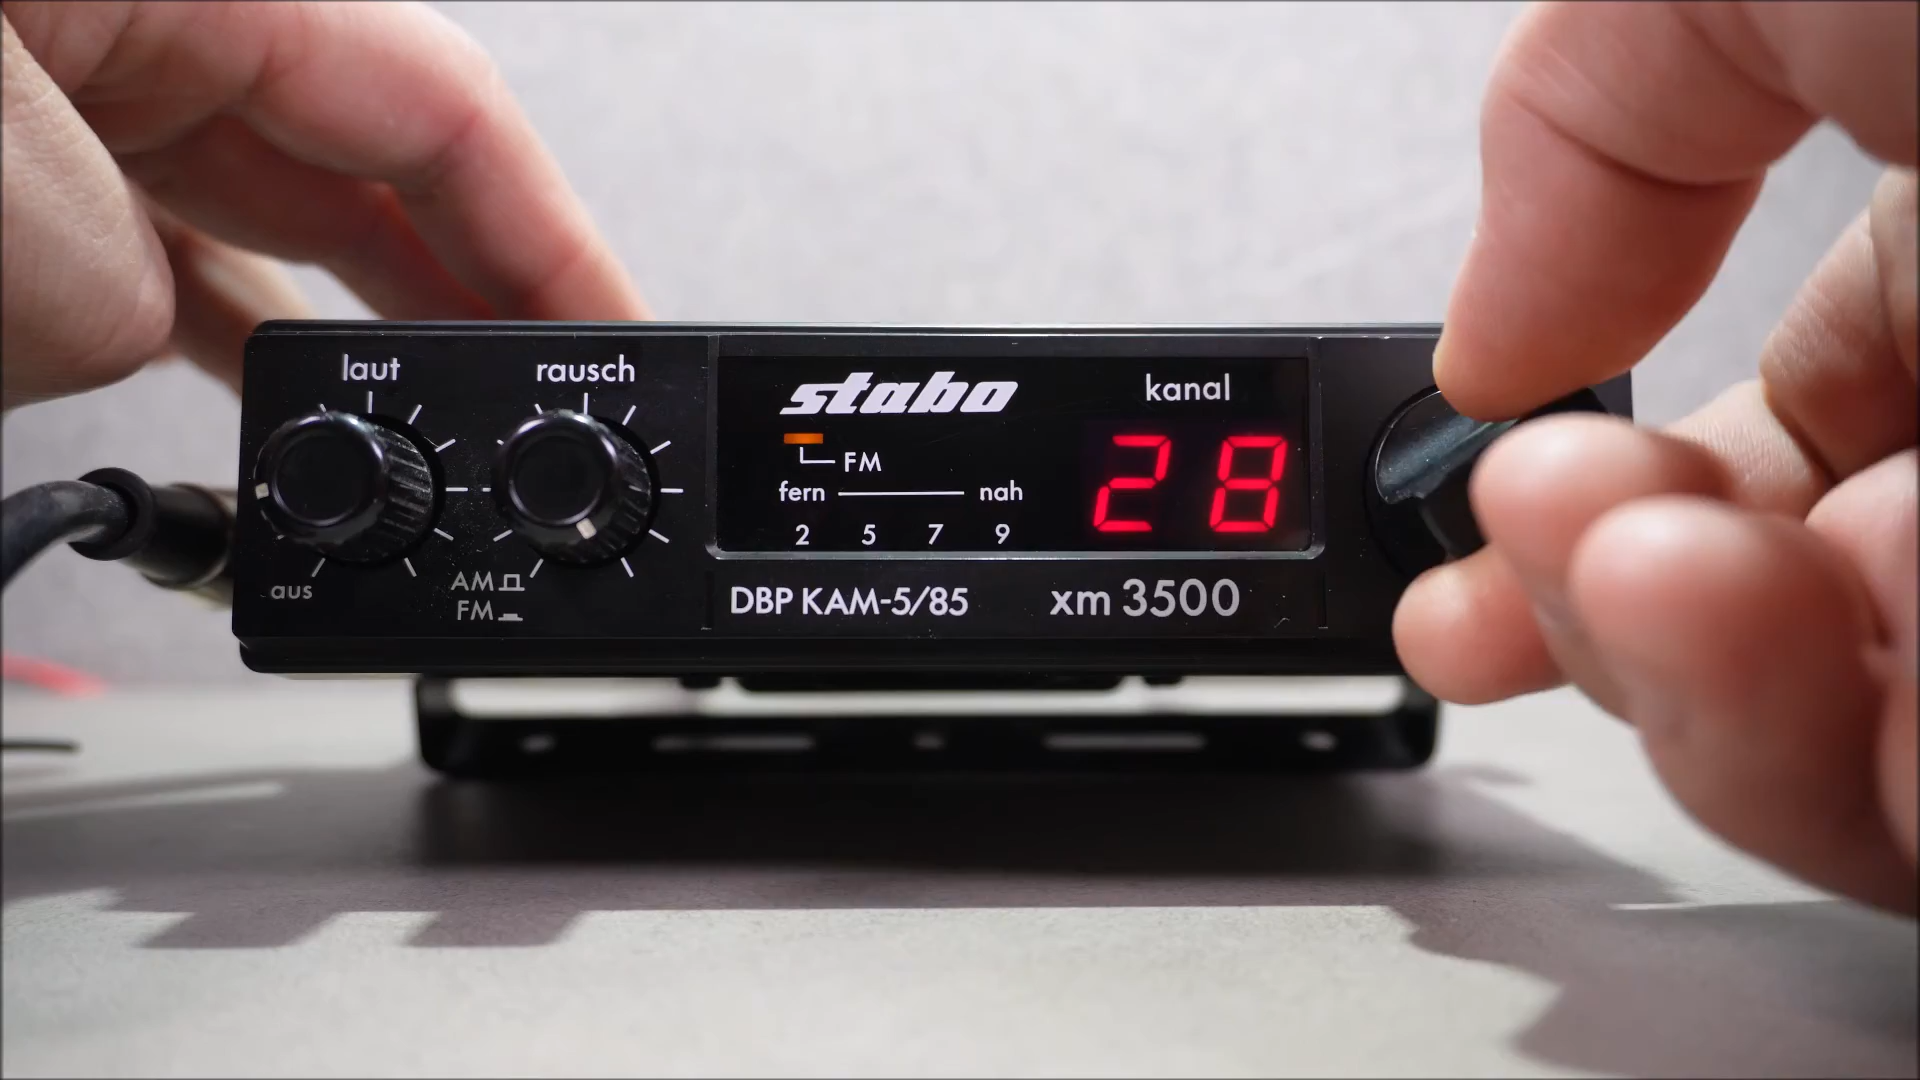 laut
rausch
stabo
kanal
FM
28
fern nah
2 5 7 9
aus
AM
FM
DBP KAM-5/85
xm 3500